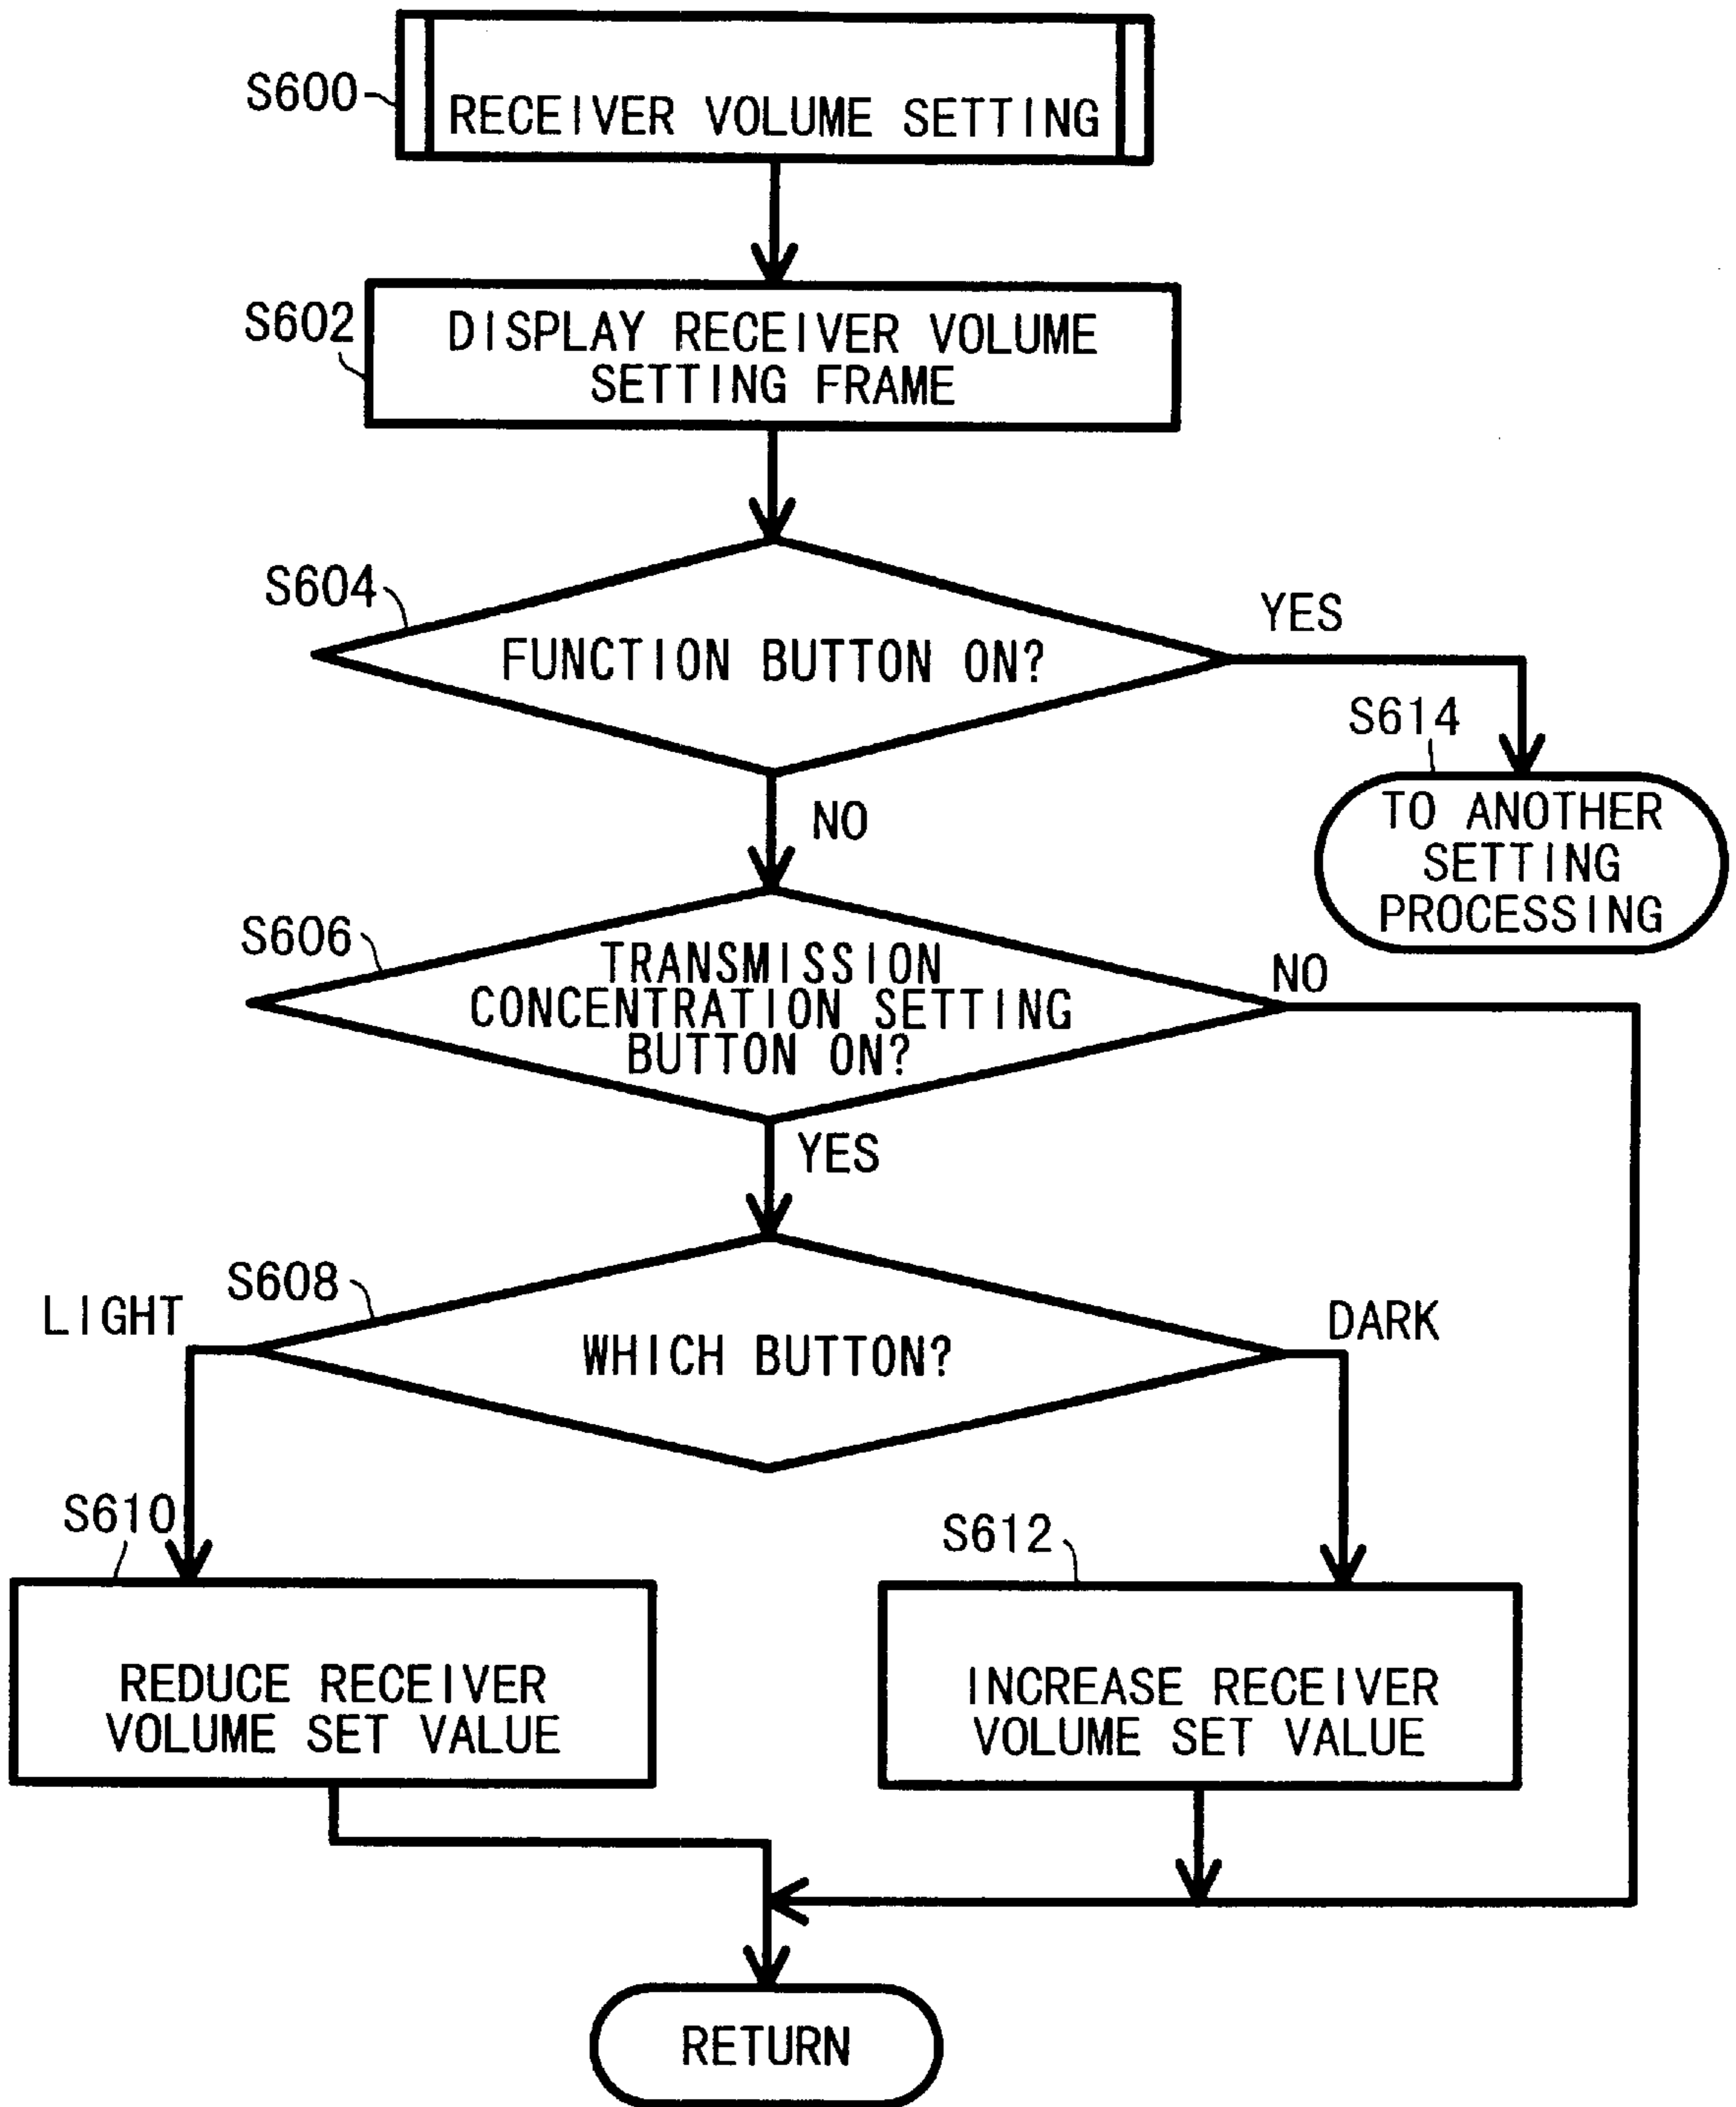 S600
RECEIVER VOLUME SETTING
S602
DISPLAY RECEIVER VOLUME
SETTING FRAME
S604
FUNCTION BUTTON ON?
YES
S614
TO ANOTHER
SETTING
PROCESSING
NO
S606
TRANSMISSION
CONCENTRATION SETTING
BUTTON ON?
NO
YES
S608
LIGHT
WHICH BUTTON?
DARK
S610
REDUCE RECEIVER
VOLUME SET VALUE
S612
INCREASE RECEIVER
VOLUME SET VALUE
RETURN